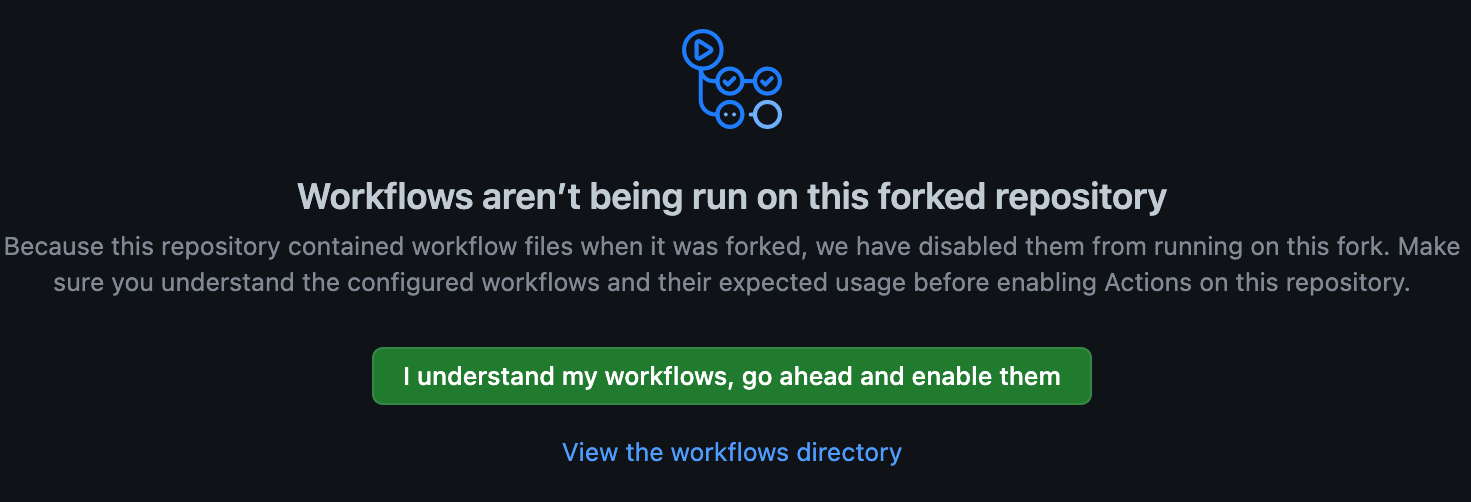 Workflows aren’t being run on this forked repository
Because this repository contained workflow files when it was forked, we have disabled them from running on this fork. Make
sure you understand the configured workflows and their expected usage before enabling Actions on this repository.
I understand my workflows, go ahead and enable them
View the workflows directory